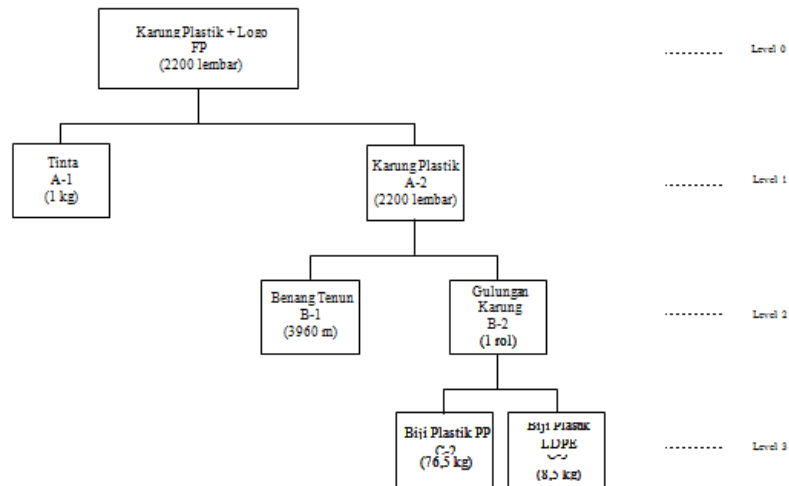 Karung Plastik + Logo
FP
(2200 lembar)
Level 0
Tinta
A-1
(1 kg)
Karung Plastik
A-2
(2200 lembar)
Level 1
Benang Tenun
B-1
(3960 m)
Gulungan
Karung
B-2
(1 rol)
Level 2
Biji Plastik PP
C-2
(76,5 kg)
Biji Plastik
LDPE
(8,5 kg)
Level 3